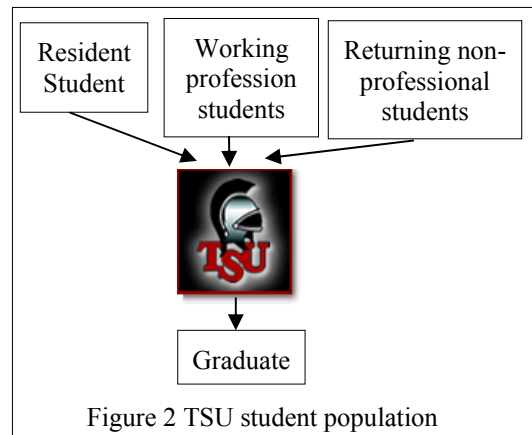 Resident
Student
Working
profession
students
Returning non-
professional
students
TSU
Graduate
Figure 2 TSU student population